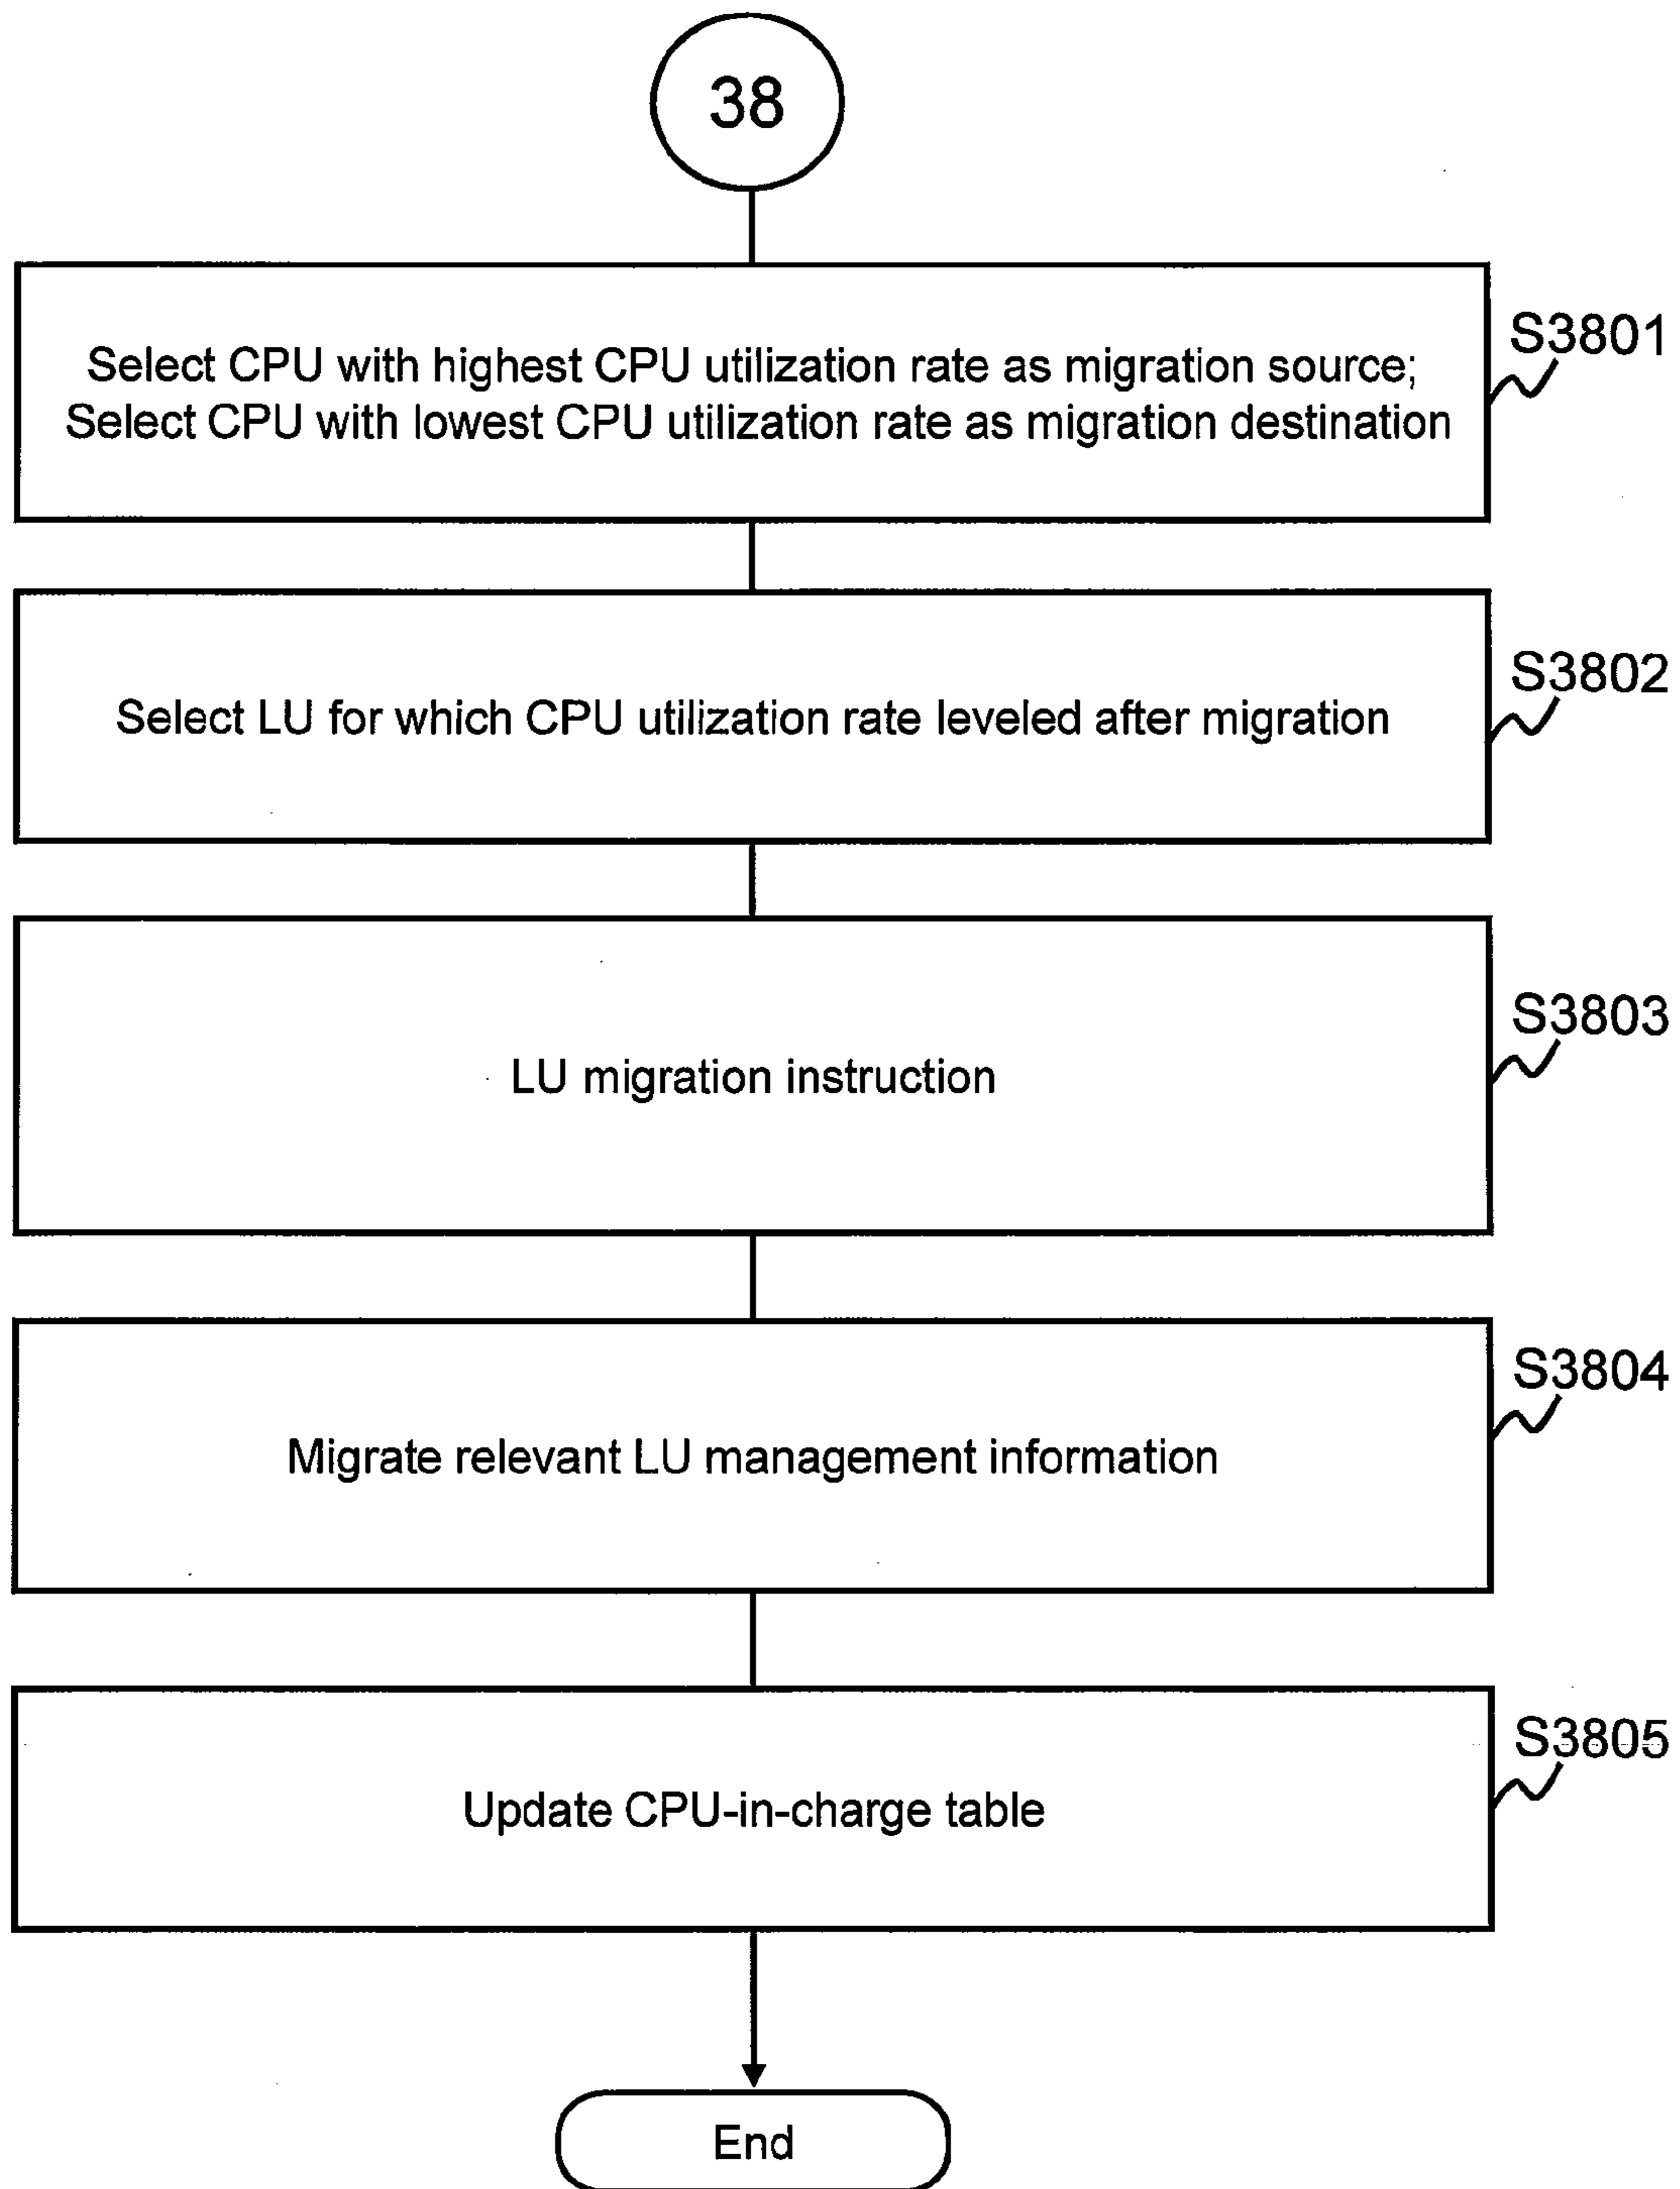 38
Select CPU with highest CPU utilization rate as migration source;
Select CPU with lowest CPU utilization rate as migration destination
S3801
Select LU for which CPU utilization rate leveled after migration
S3802
LU migration instruction
S3803
Migrate relevant LU management information
S3804
Update CPU-in-charge table
S3805
End